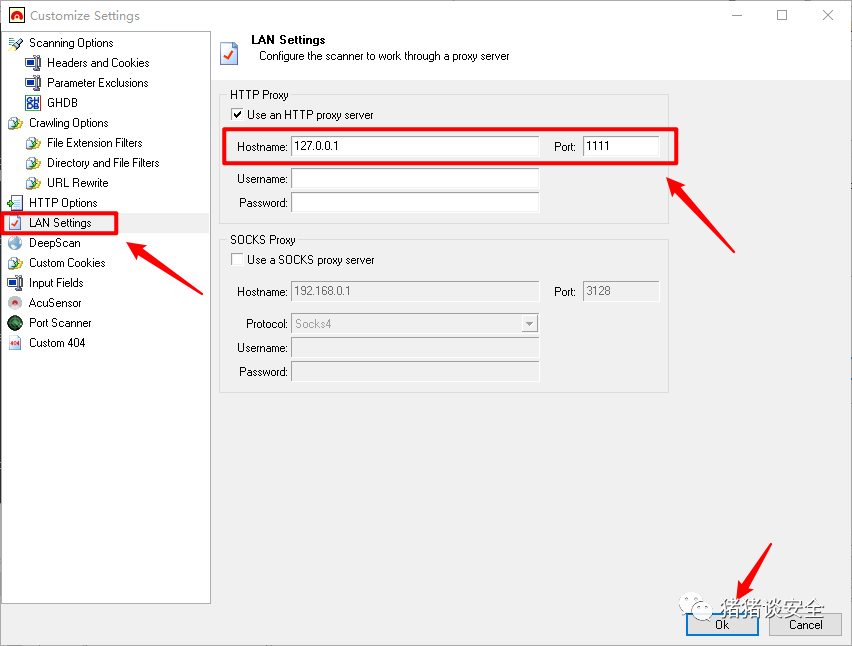 Customize Settings
Scanning Options
Headers and Cookies
Parameter Exclusions
GHDB
Crawling Options
File Extension Filters
Directory and File Filters
URL Rewrite
HTTP Options
LAN Settings
DeepScan
Custom Cookies
Input Fields
AcuSensor
Port Scanner
Custom 404
LAN Settings
Configure the scanner to work through a proxy server
HTTP Proxy
Use an HTTP proxy server
Hostname: 127.0.0.1 Port: 1111
Username:
Password:
SOCKS Proxy
Use a SOCKS proxy server
Hostname: 192.168.0.1 Port: 3128
Protocol: Socks4
Username:
Password:
猪猪谈安全
Ok Cancel